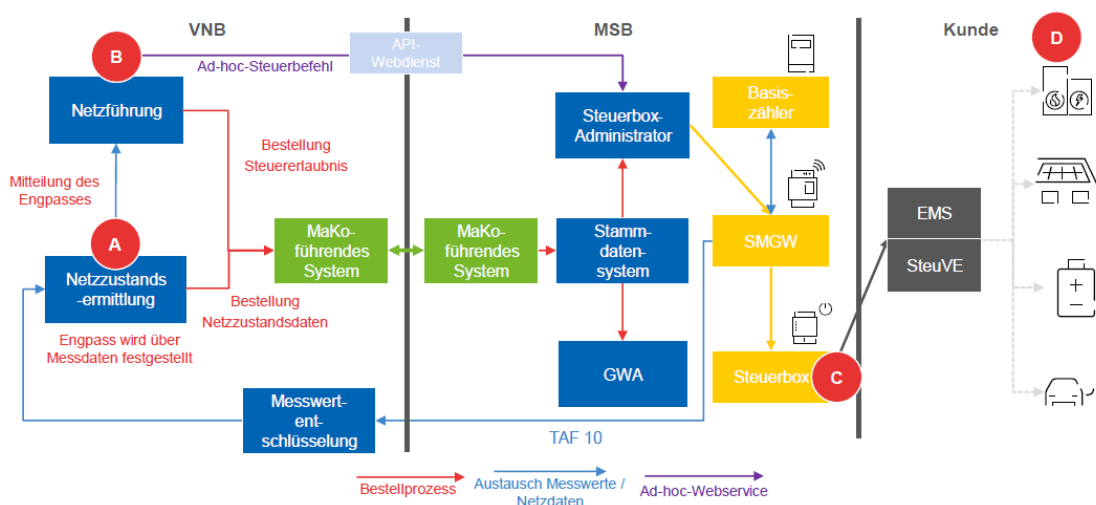 VNB
MSB
Kunde
B
D
API-
Webdienst
Ad-hoc-Steuerbefehl
Netzführung
Steuerbox-
Administrator
Basis-
zähler
Bestellung
Steuererlaubnis
Mitteilung des
Engpasses
A
Netzzustands
-ermittlung
MaKo-
führendes
System
MaKo-
führendes
System
Stamm-
daten-
system
SMGW
EMS
SteuVE
Bestellung
Netzzustandsdaten
Engpass wird über
Messdaten festgestellt
GWA
Steuerbox
C
Messwert-
ent-
schlüsselung
TAF 10
Bestellprozess
Austausch Messwerte /
Netzdaten
Ad-hoc-Webservice